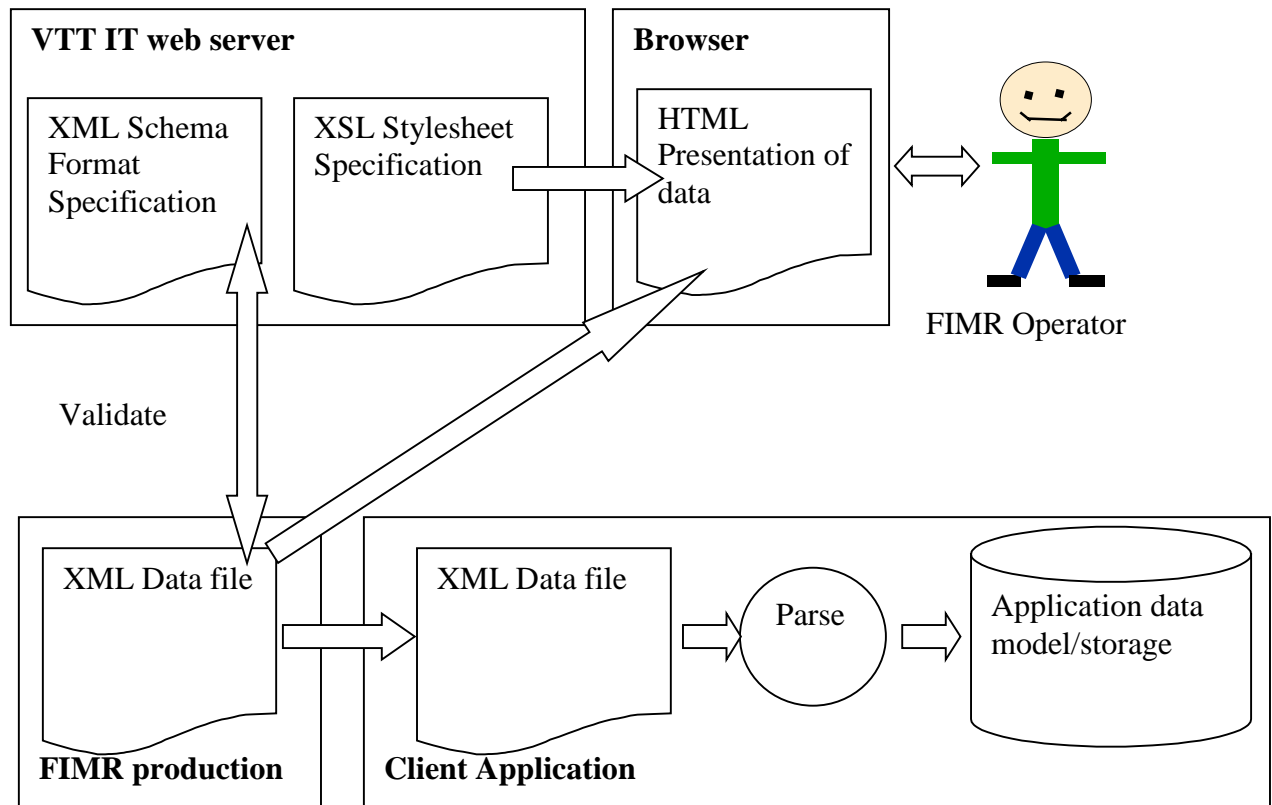 VTT IT web server
XML Schema
Format
Specification
XSL Stylesheet
Specification
Browser
HTML
Presentation of
data
FIMR Operator
Validate
XML Data file
FIMR production
XML Data file
Parse
Application data
model/storage
Client Application